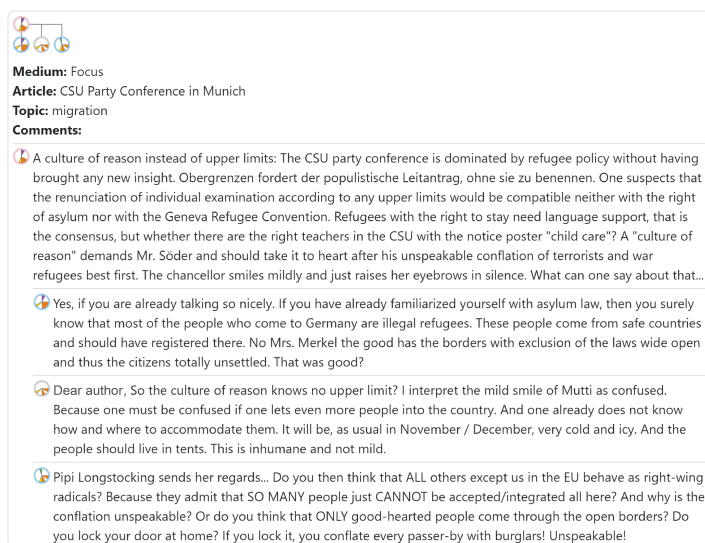 Medium: Focus
Article: CSU Party Conference in Munich
Topic: migration
Comments:
A culture of reason instead of upper limits: The CSU party conference is dominated by refugee policy without having
brought any new insight. Obergrenzen fordert der populistische Leitantrag, ohne sie zu benennen. One suspects that
the renunciation of individual examination according to any upper limits would be compatible neither with the right
of asylum nor with the Geneva Refugee Convention. Refugees with the right to stay need language support, that is
the consensus, but whether there are the right teachers in the CSU with the notice poster "child care"? A "culture of
reason" demands Mr. Söder and should take it to heart after his unspeakable conflation of terrorists and war
refugees best first. The chancellor smiles mildly and just raises her eyebrows in silence. What can one say about that...
Yes, if you are already talking so nicely. If you have already familiarized yourself with asylum law, then you surely
know that most of the people who come to Germany are illegal refugees. These people come from safe countries
and should have registered there. No Mrs. Merkel the good has the borders with exclusion of the laws wide open
and thus the citizens totally unsettled. That was good?
Dear author, So the culture of reason knows no upper limit? I interpret the mild smile of Mutti as confused.
Because one must be confused if one lets even more people into the country. And one already does not know
how and where to accommodate them. It will be, as usual in November / December, very cold and icy. And the
people should live in tents. This is inhumane and not mild.
Pipi Longstocking sends her regards... Do you then think that ALL others except us in the EU behave as right-wing
radicals? Because they admit that SO MANY people just CANNOT be accepted/integrated all here? And why is the
conflation unspeakable? Or do you think that ONLY good-hearted people come through the open borders? Do
you lock your door at home? If you lock it, you conflate every passer-by with burglars! Unspeakable!